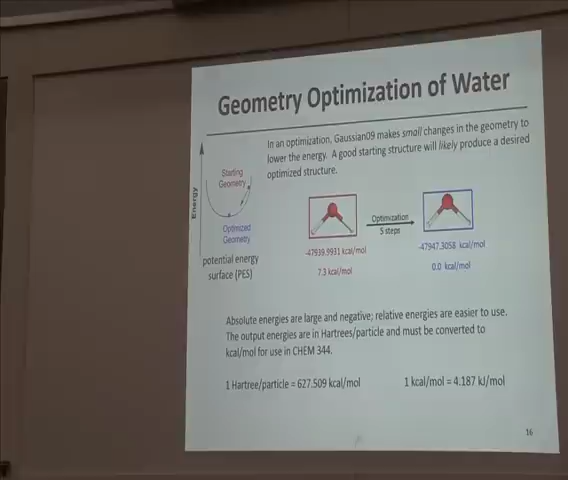 Geometry Optimization of Water
In an optimization, Gaussian09 makes small changes in the geometry to
lower the energy. A good starting structure will likely produce a desired
optimized structure.
Energy
Starting
Geometry
Optimized
Geometry
potential energy
surface (PES)
Optimization
5 steps
-47939.9931 kcal/mol
7.3 kcal/mol
-47947.3058 kcal/mol
0.0 kcal/mol
Absolute energies are large and negative; relative energies are easier to use.
The output energies are in Hartrees/particle and must be converted to
kcal/mol for use in CHEM 344.
1 Hartree/particle = 627.509 kcal/mol
1 kcal/mol = 4.187 kJ/mol
16